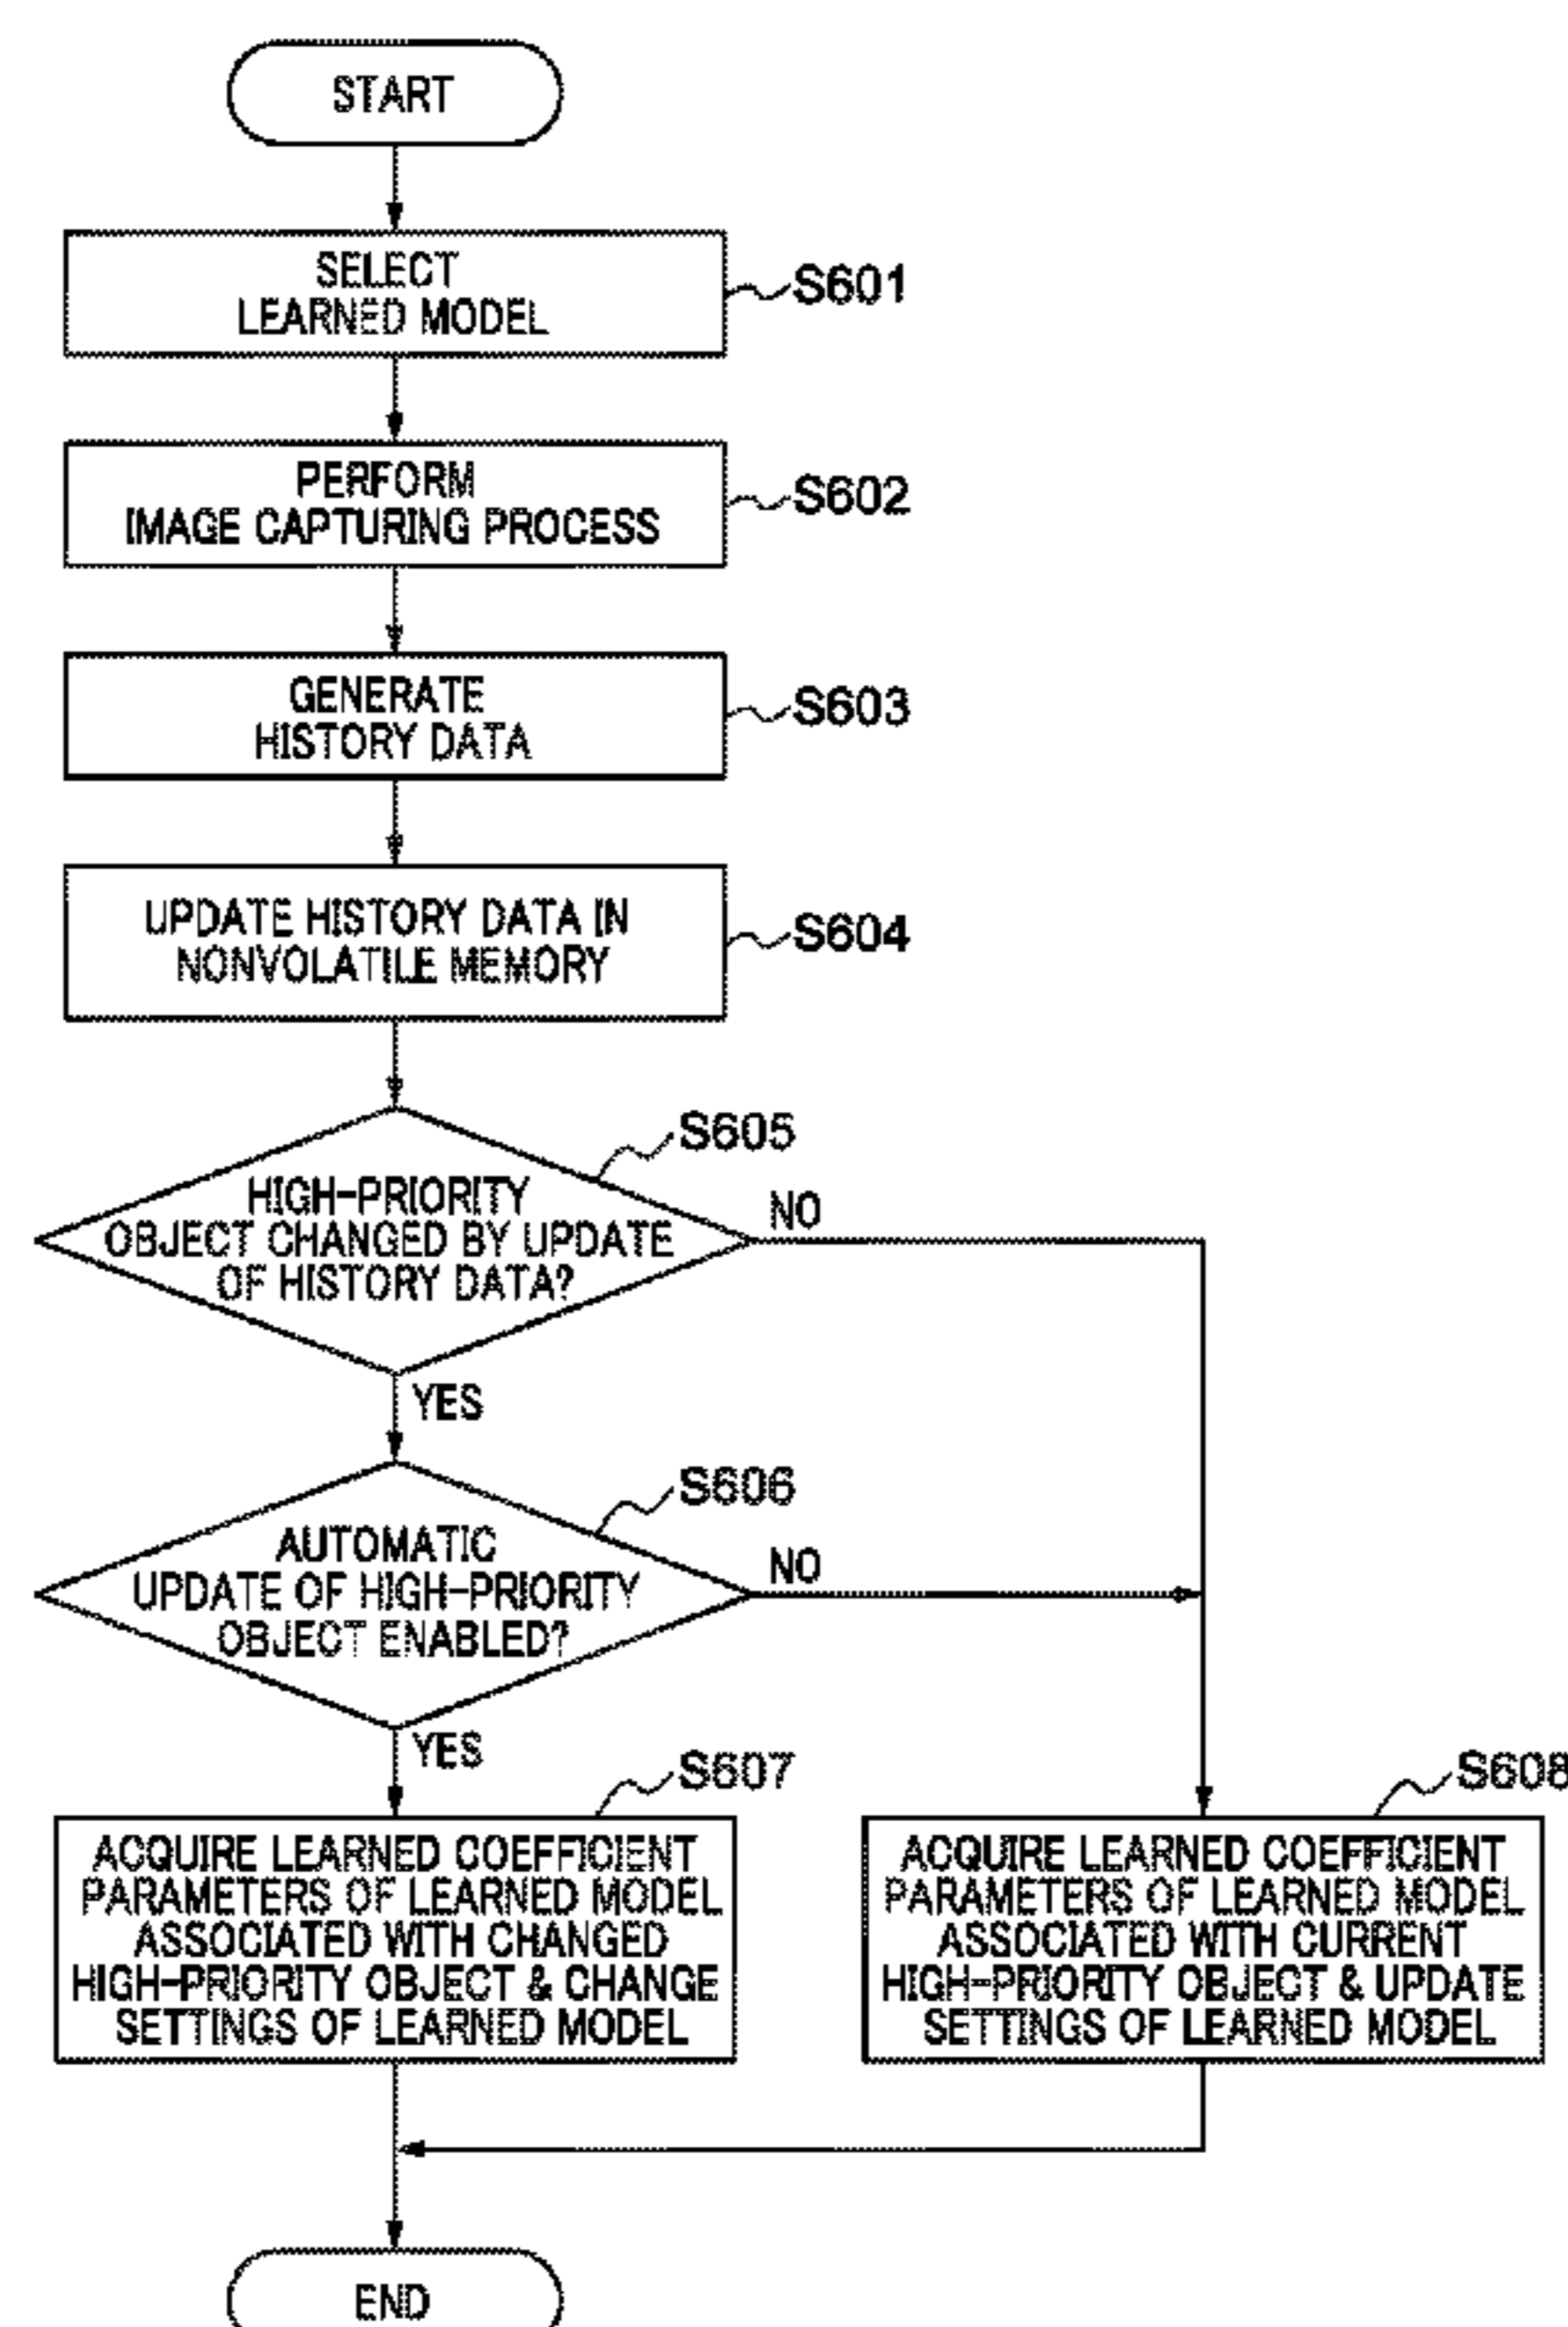 START
SELECT
LEARNED MODEL
S601
PERFORM
IMAGE CAPTURING PROCESS
S602
GENERATE
HISTORY DATA
S603
UPDATE HISTORY DATA IN
NONVOLATILE MEMORY
S604
S605
HIGH-PRIORITY
OBJECT CHANGED BY UPDATE
OF HISTORY DATA?
NO
YES
S606
AUTOMATIC
UPDATE OF HIGH-PRIORITY
OBJECT ENABLED?
NO
YES
S607
ACQUIRE LEARNED COEFFICIENT
PARAMETERS OF LEARNED MODEL
ASSOCIATED WITH CHANGED
HIGH-PRIORITY OBJECT & CHANGE
SETTINGS OF LEARNED MODEL
S608
ACQUIRE LEARNED COEFFICIENT
PARAMETERS OF LEARNED MODEL
ASSOCIATED WITH CURRENT
HIGH-PRIORITY OBJECT & UPDATE
SETTINGS OF LEARNED MODEL
END